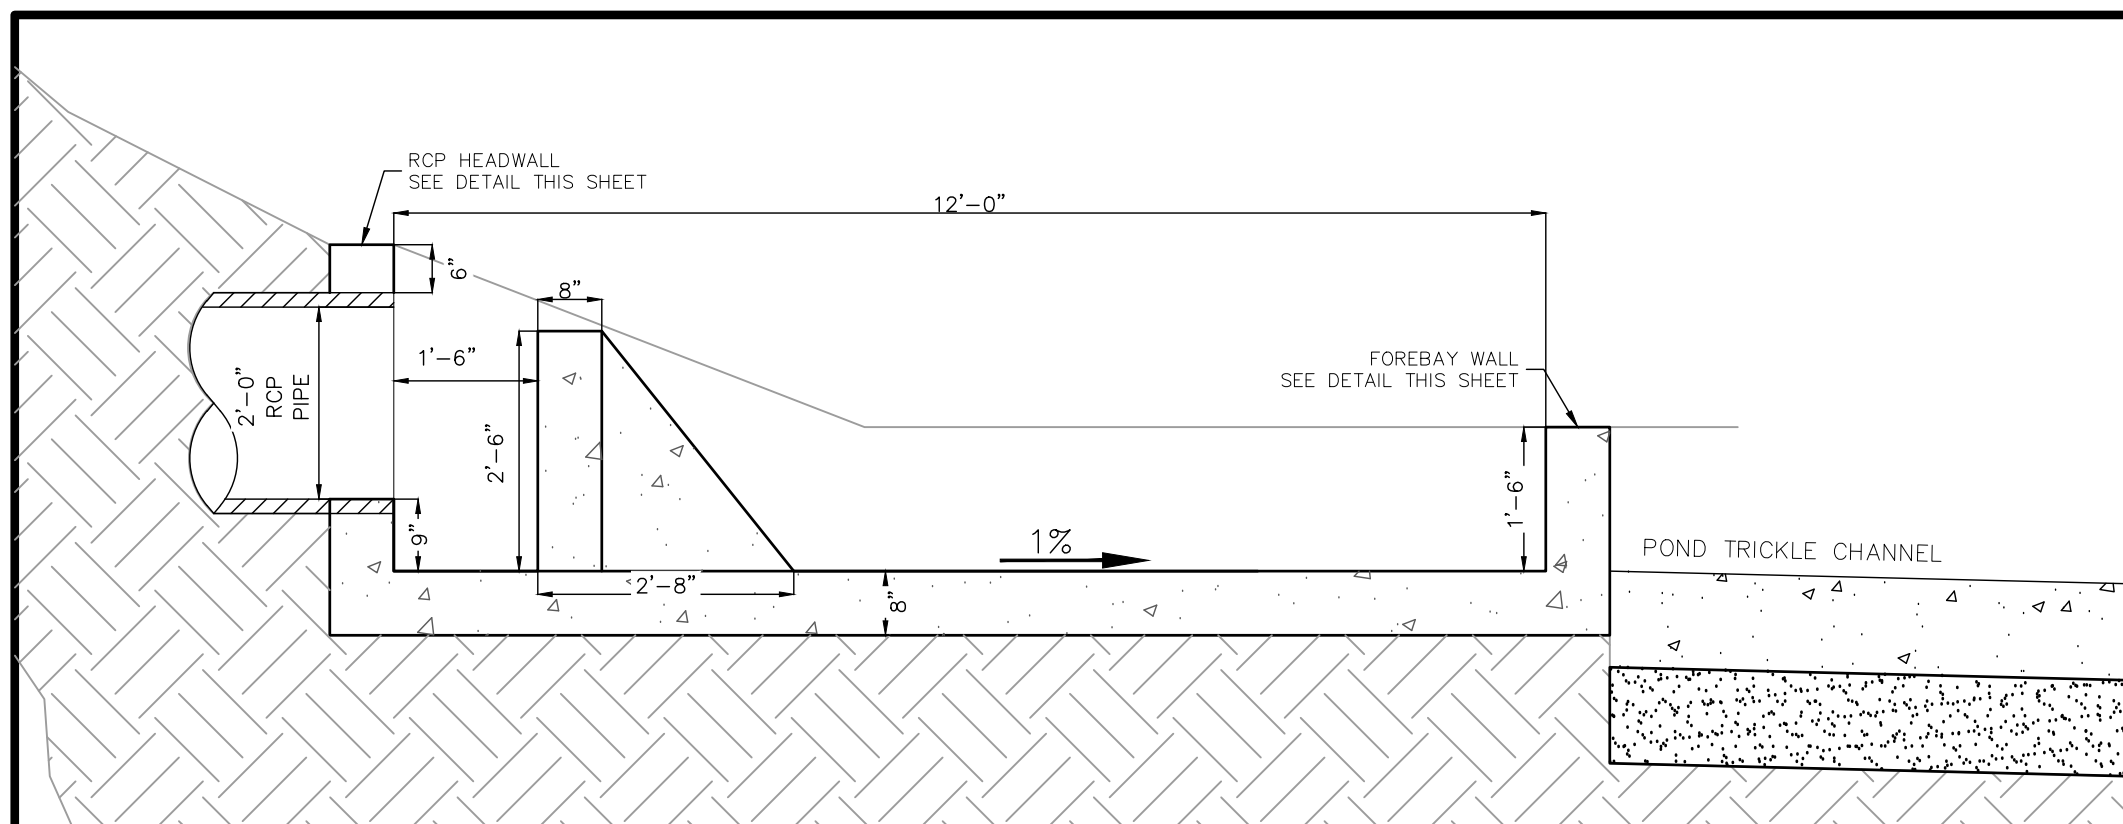 RCP HEADWALL
SEE DETAIL THIS SHEET
12'-0"
6"
8"
1'-6"
FOREBAY WALL
SEE DETAIL THIS SHEET
2'-0"
RCP
PIPE
2'-6"
1'-6"
9"
1%
POND TRICKLE CHANNEL
2'-8"
8"